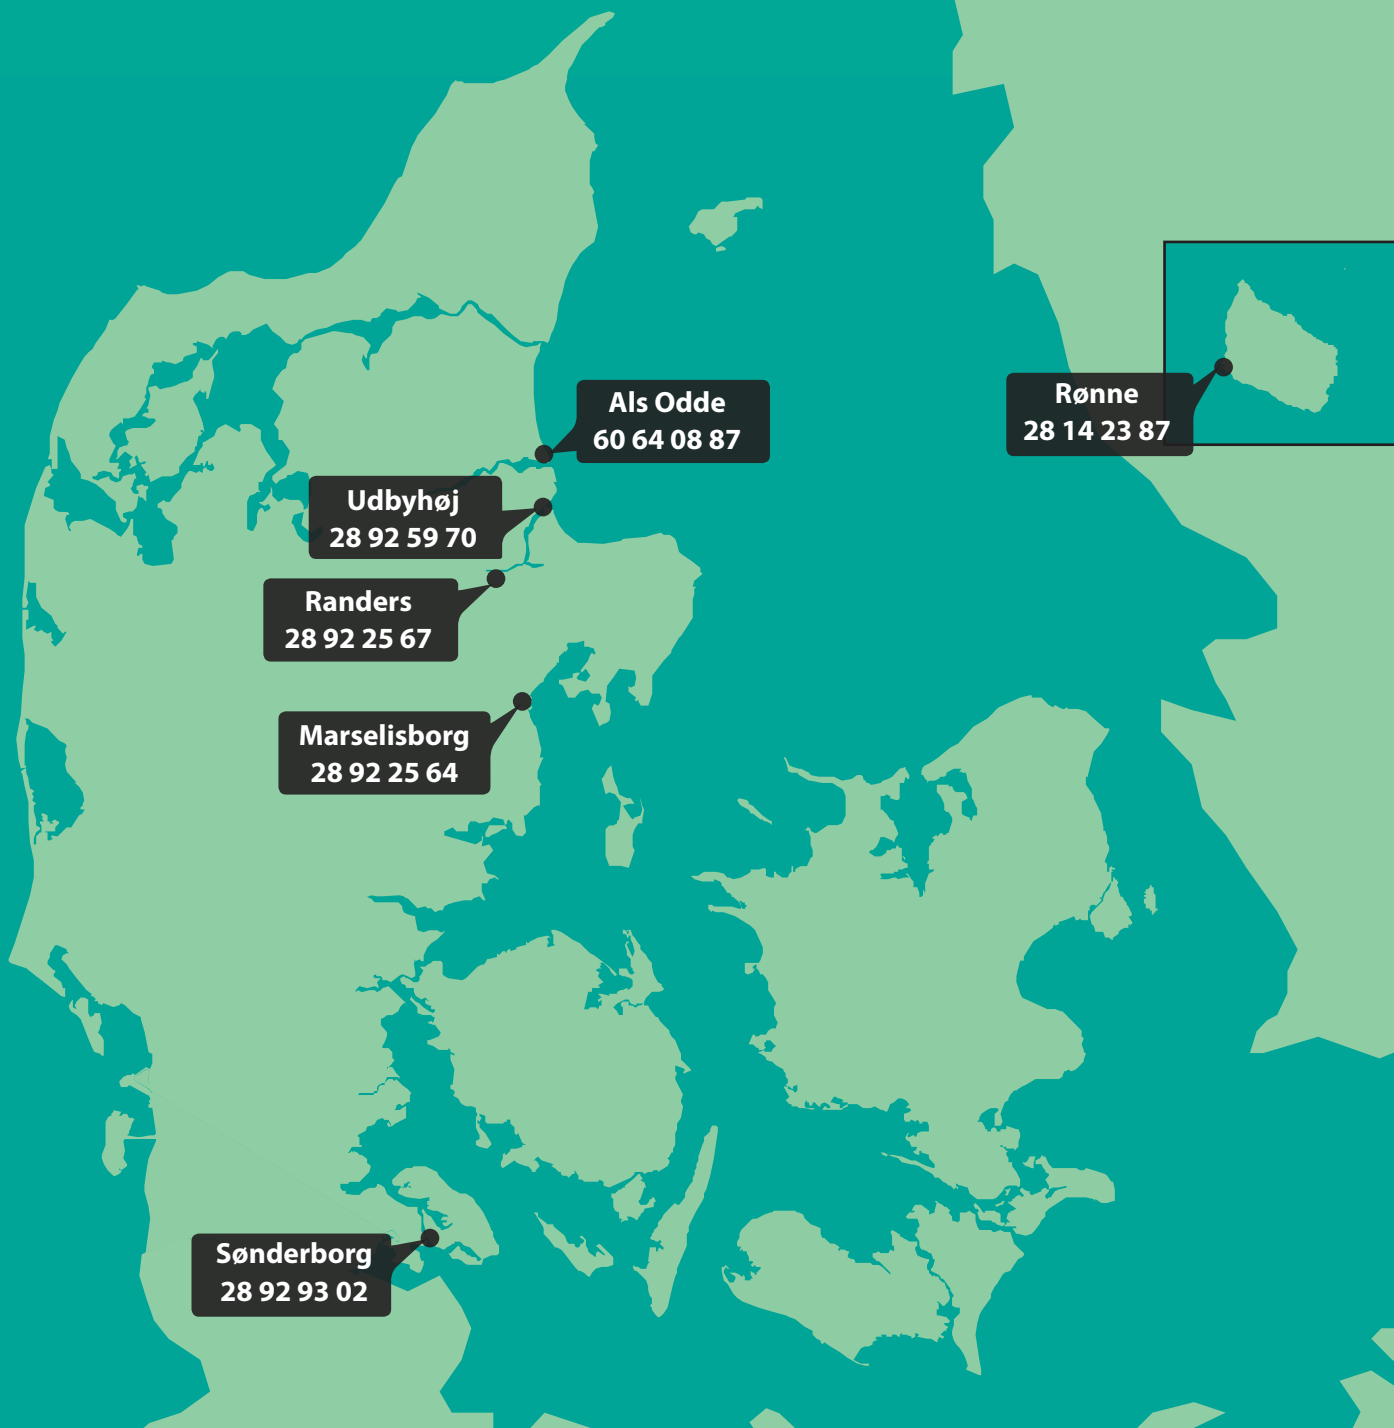 Als Odde
60 64 08 87
Rønne
28 14 23 87
Udbyhøj
28 92 59 70
Randers
28 92 25 67
Marselisborg
28 92 25 64
Sønderborg
28 92 93 02